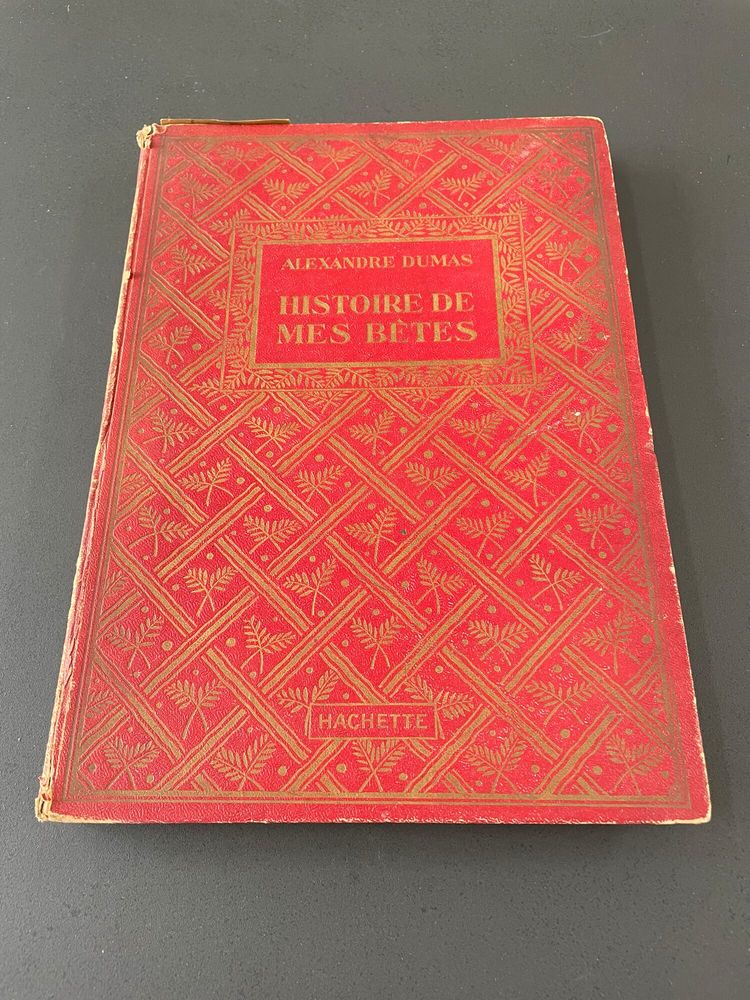 ALEXANDRE DUMAS
HISTOIRE DE
MES BÊTES
HACHETTE